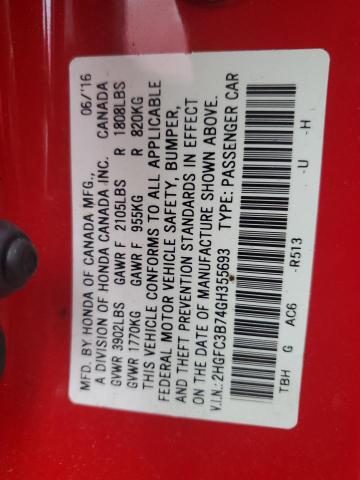 MFD. BY HONDA OF CANADA MFG., 06/'16
A DIVISION OF HONDA CANADA INC. CANADA
GVWR 3902LBS GAWR F 2105LBS R 1808LBS
GVWR 1770KG GAWR F 955KG R 820KG
THIS VEHICLE CONFORMS TO ALL APPLICABLE
FEDERAL MOTOR VEHICLE SAFETY, BUMPER,
AND THEFT PREVENTION STANDARDS IN EFFECT
ON THE DATE OF MANUFACTURE SHOWN ABOVE.
V.I.N.: 2HGFC3B74GH355693 TYPE: PASSENGER CAR
TBH G AC6 -R513 -U -H